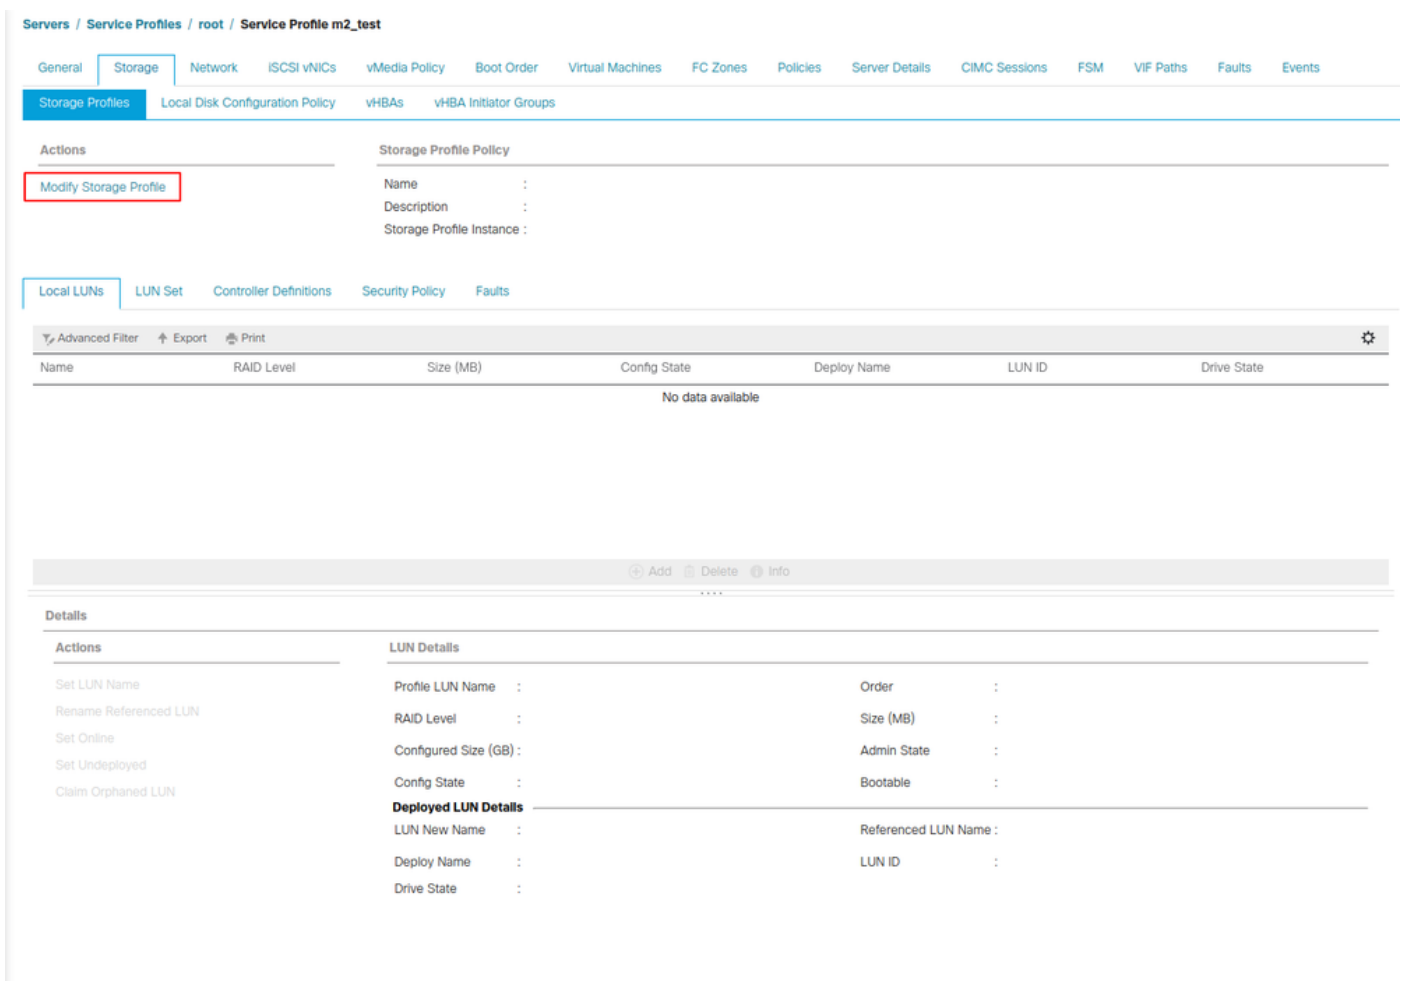 Servers / Service Profiles / root / Service Profile m2_test
General Storage Network iSCSI vNICs vMedia Policy Boot Order Virtual Machines FC Zones Policies Server Details CIMC Sessions FSM VIF Paths Faults Events
Storage Profiles Local Disk Configuration Policy vHBAs vHBA Initiator Groups
Actions Storage Profile Policy
Modify Storage Profile Name :
Description :
Storage Profile Instance :
Local LUNs LUN Set Controller Definitions Security Policy Faults
Advanced Filter Export Print
Name RAID Level Size (MB) Config State Deploy Name LUN ID Drive State
No data available
Add Delete Info
Details
Actions LUN Details
Set LUN Name Profile LUN Name : Order :
Rename Referenced LUN RAID Level : Size (MB) :
Set Online Configured Size (GB) : Admin State :
Set Undeployed Config State : Bootable :
Claim Orphaned LUN
Deployed LUN Details
LUN New Name : Referenced LUN Name :
Deploy Name : LUN ID :
Drive State :